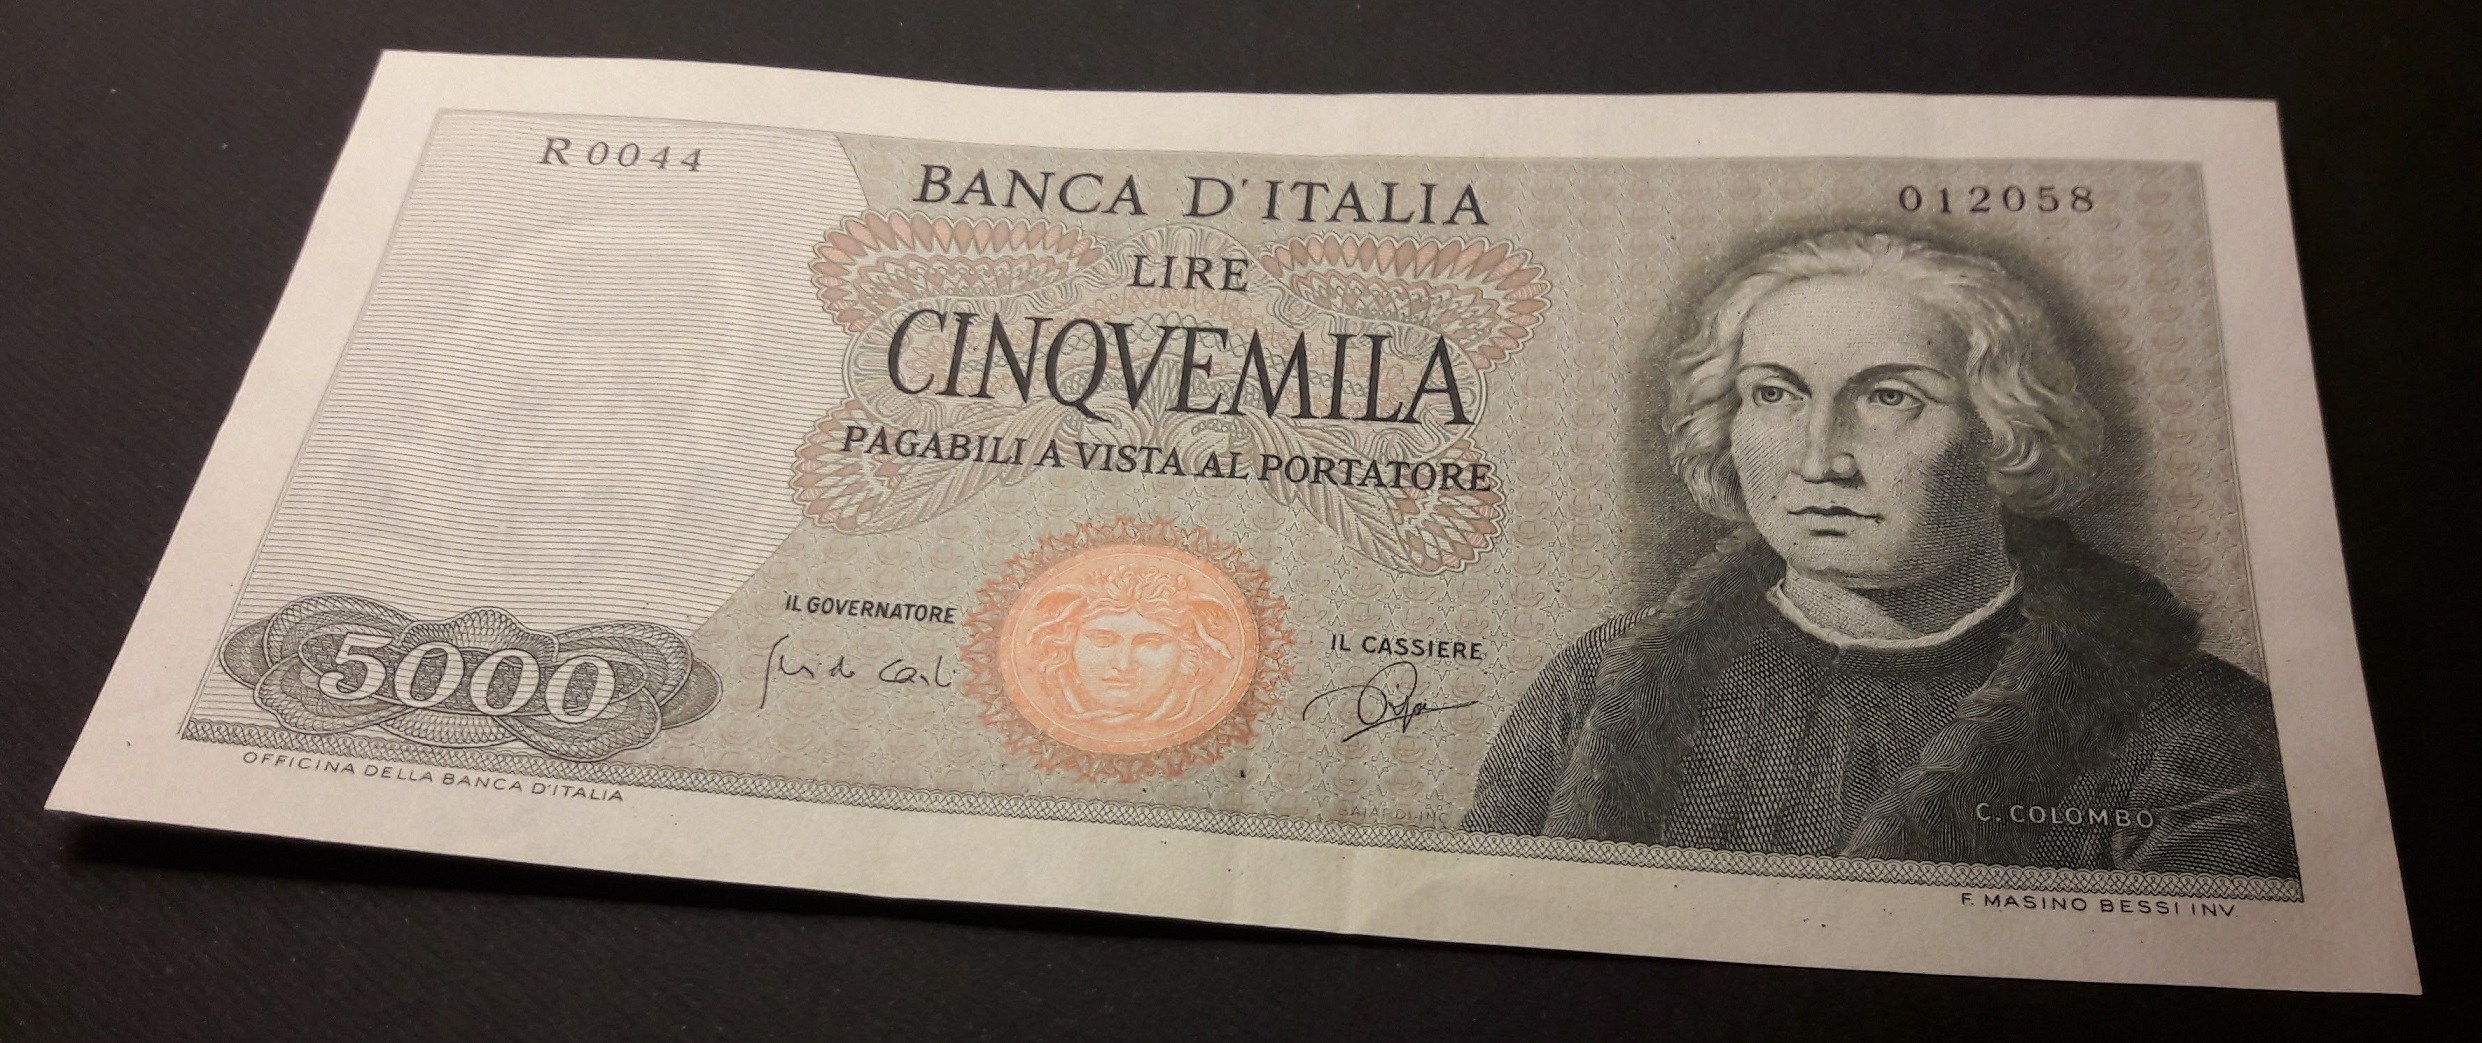 R 0044
012058
BANCA D'ITALIA
LIRE
CINQVEMILA
PAGABILI A VISTA AL PORTATORE
IL GOVERNATORE
IL CASSIERE
5000
C. COLOMBO
OFFICINA DELLA BANCA D'ITALIA
F. MASINO BESSI INV.